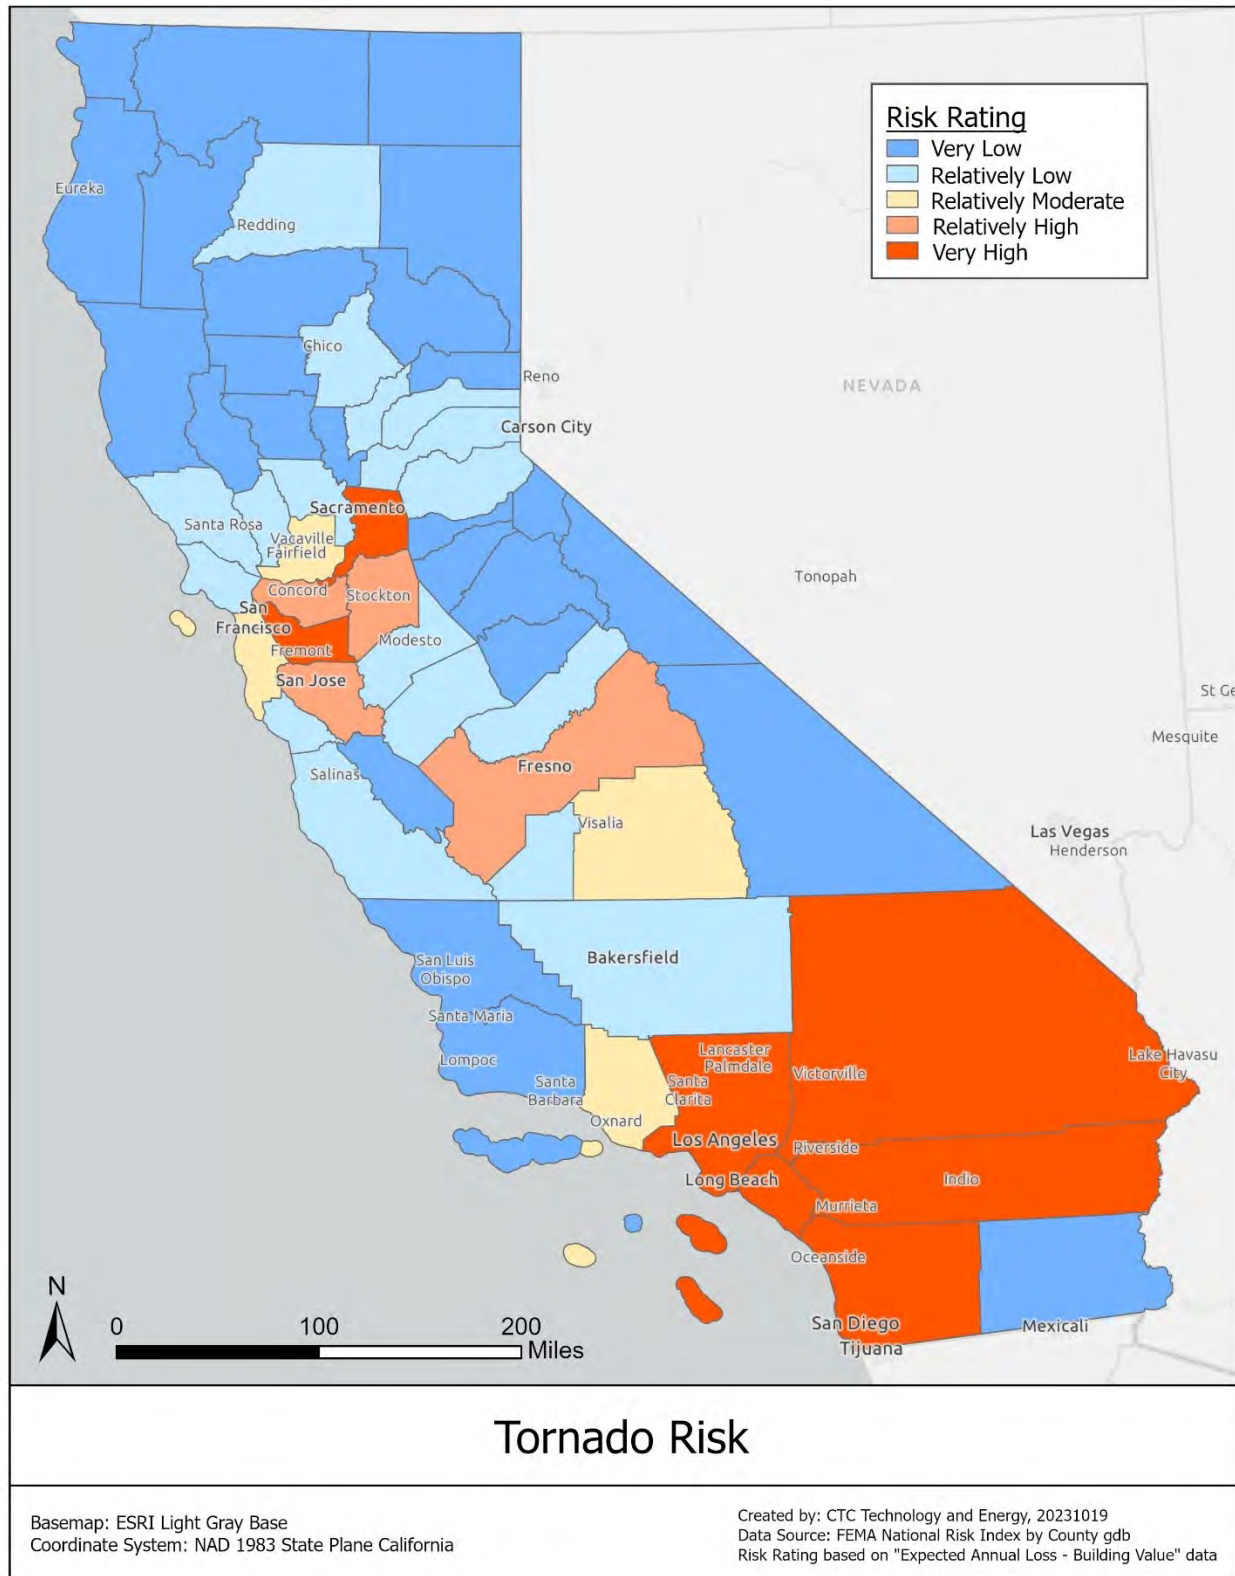 Risk Rating
Very Low
Relatively Low
Relatively Moderate
Relatively High
Very High
Eureka
Redding
Chico
Reno
NEVADA
Carson City
Santa Rosa
Sacramento
Vacaville
Fairfield
Concord
Stockton
San
Francisco
Fremont
Modesto
San Jose
Tonopah
St Ge
Mesquite
Salinas
Fresno
Visalia
Las Vegas
Henderson
San Luis
Obispo
Bakersfield
Santa Maria
Lompoc
Santa
Barbara
Oxnard
Lancaster
Palmdale
Santa
Clarita
Victorville
Lake Havasu
City
Los Angeles
Riverside
Long Beach
Indio
Murrieta
Oceanside
San Diego
Tijuana
Mexicali
N
0 100 200
Miles
Tornado Risk
Basemap: ESRI Light Gray Base
Coordinate System: NAD 1983 State Plane California
Created by: CTC Technology and Energy, 20231019
Data Source: FEMA National Risk Index by County gdb
Risk Rating based on "Expected Annual Loss - Building Value" data